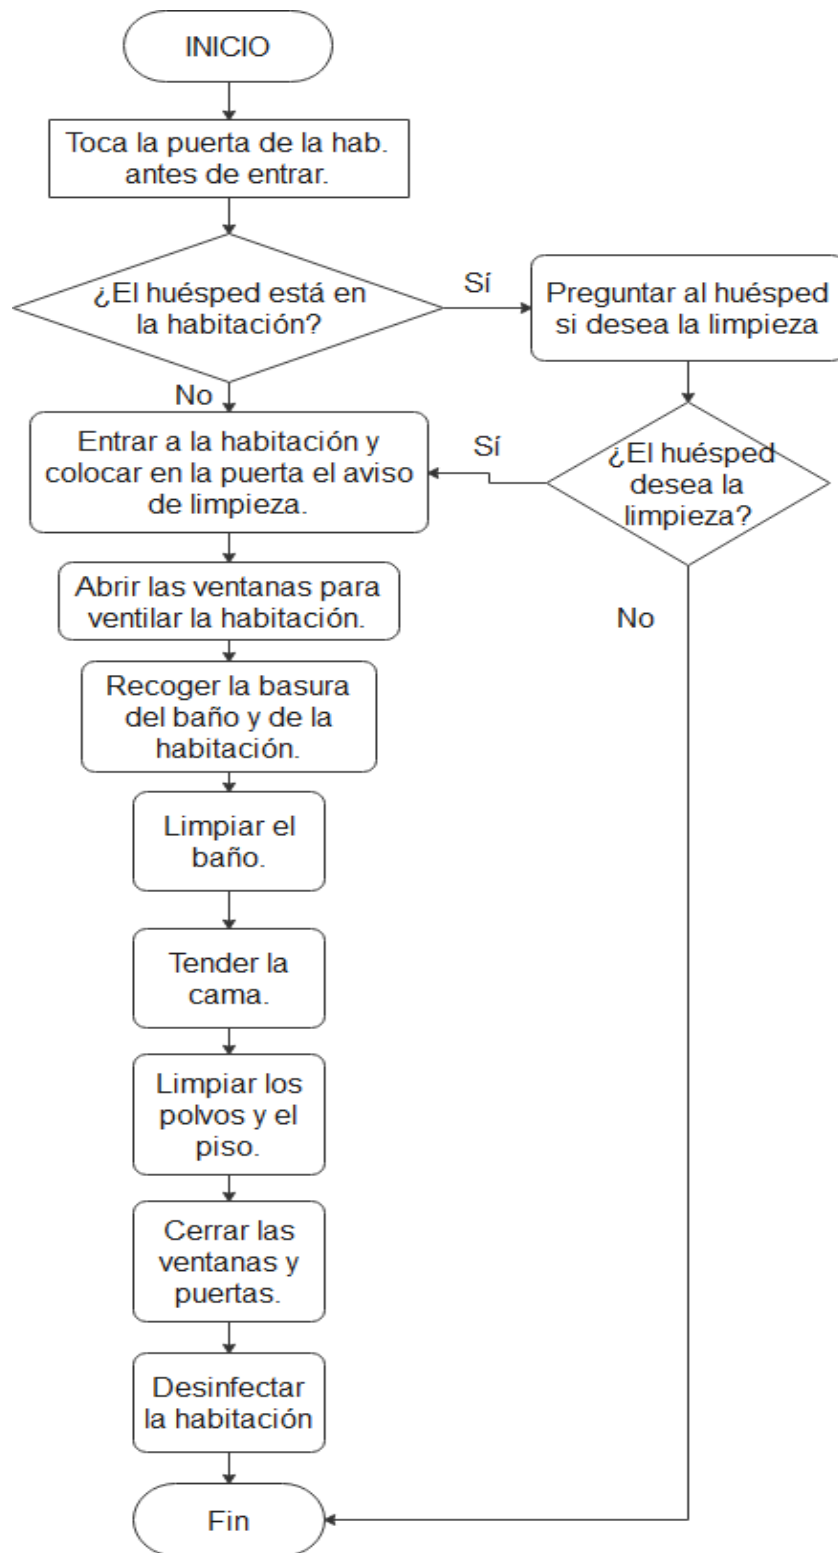 INICIO
Toca la puerta de la hab.
antes de entrar.
¿El huésped está en
la habitación?
Sí
Preguntar al huésped
si desea la limpieza
No
Entrar a la habitación y
colocar en la puerta el aviso
de limpieza.
Sí
¿El huésped
desea la
limpieza?
No
Abrir las ventanas para
ventilar la habitación.
Recoger la basura
del baño y de la
habitación.
Limpiar el
baño.
Tender la
cama.
Limpiar los
polvos y el
piso.
Cerrar las
ventanas y
puertas.
Desinfectar
la habitación
Fin